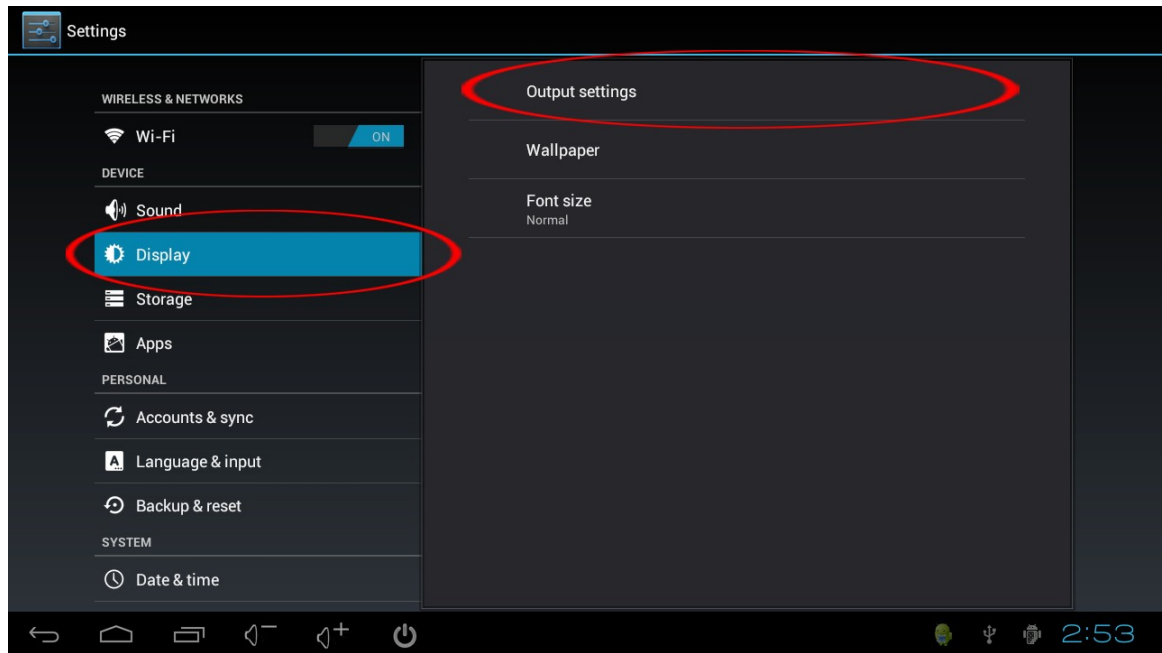 Settings
WIRELESS & NETWORKS
Wi-Fi
ON
DEVICE
Sound
Display
Storage
Apps
PERSONAL
Accounts & sync
Language & input
Backup & reset
SYSTEM
Date & time
Output settings
Wallpaper
Font size
Normal
2:53